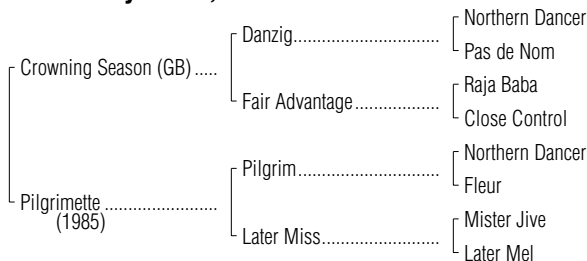 Northern Dancer
Danzig
Pas de Nom
Crowning Season (GB)
Raja Baba
Fair Advantage
Close Control
Northern Dancer
Pilgrim
Fleur
Pilgrimette
(1985)
Mister Jive
Later Miss
Later Mel